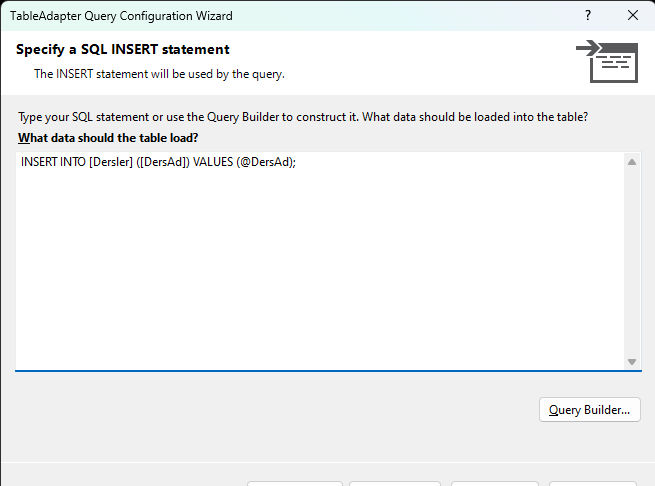 TableAdapter Query Configuration Wizard
?
Specify a SQL INSERT statement
The INSERT statement will be used by the query.
Type your SQL statement or use the Query Builder to construct it. What data should be loaded into the table?
What data should the table load?
INSERT INTO [Dersler] ([DersAd]) VALUES (@DersAd);
Query Builder...